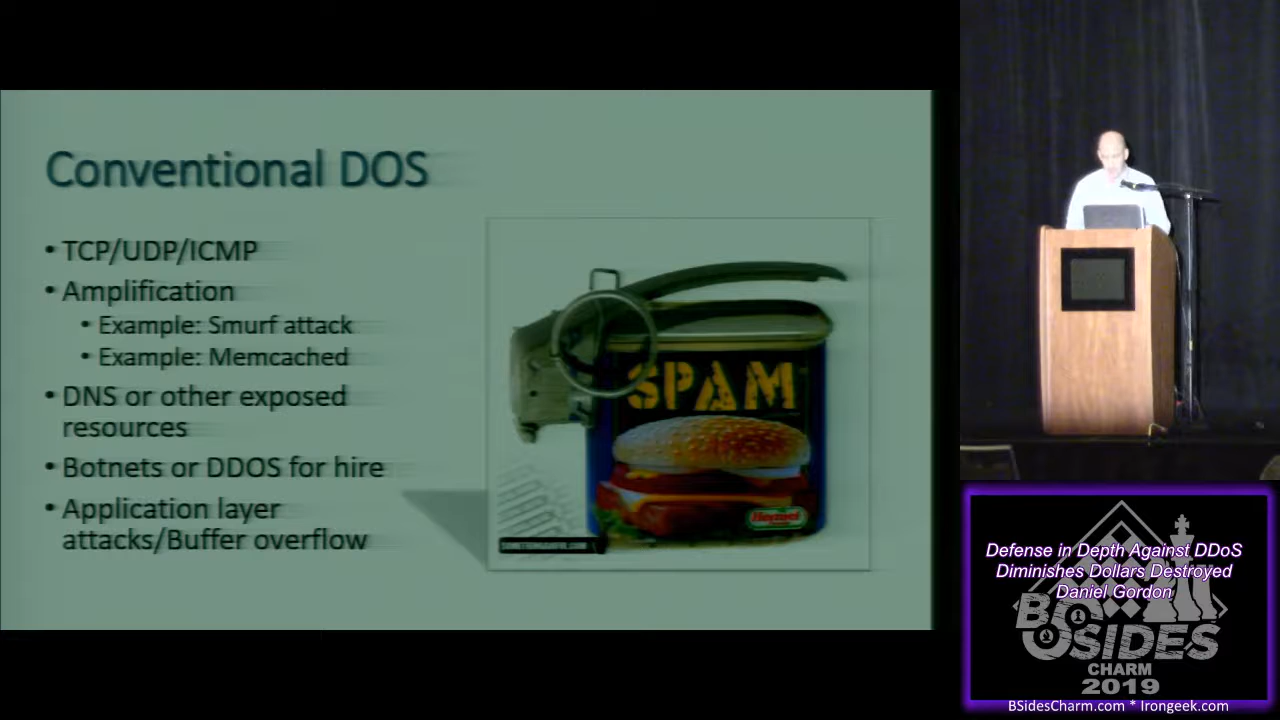 Conventional DOS
• TCP/UDP/ICMP
• Amplification
• Example: Smurf attack
• Example: Memcached
• DNS or other exposed
resources
• Botnets or DDOS for hire
• Application layer
attacks/Buffer overflow
SPAM
Hormel
Defense in Depth Against DDoS
Diminishes Dollars Destroyed
Daniel Gordon
BSIDES
CHARM
2019
BSidesCharm.com * Irongeek.com